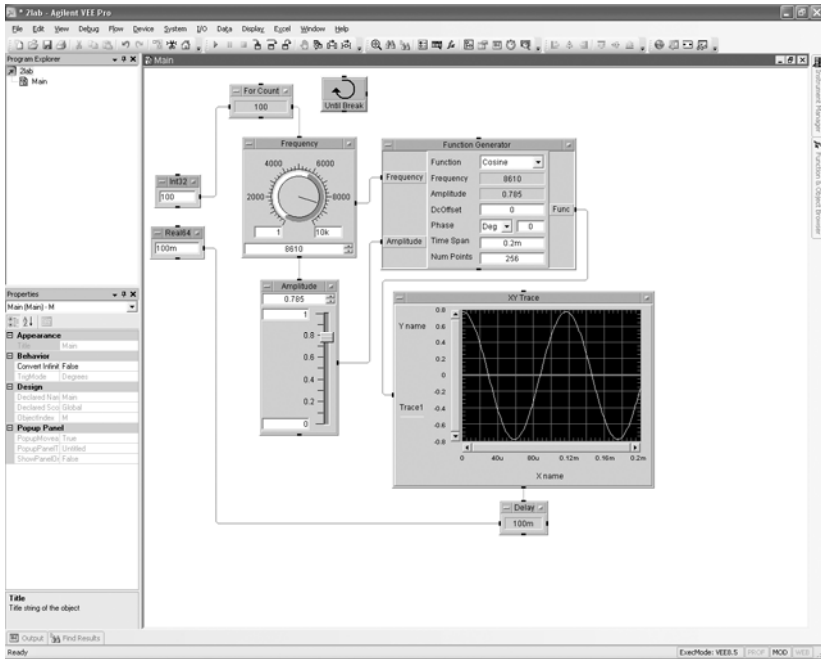 * 2lab - Agilent VEE Pro
File Edit View Debug Flow Device System I/O Data Display Excel Window Help
Program Explorer
2lab
Main
Main
Instrument Manager
Function & Object Browser
For Count
100
Until Break
Int32
100
Real64
100m
Frequency
4000 6000
2000 8000
1 10k
8610
Amplitude
0.785
1
0.8
0.6
0.4
0.2
0
Function Generator
Frequency
Amplitude
Function Cosine
Frequency 8610
Amplitude 0.785
DcOffset 0
Phase Deg 0
Time Span 0.2m
Num Points 256
Func
XY Trace
Y name
Trace1
0.8
0.6
0.4
0.2
0
-0.2
-0.4
-0.6
-0.8
0 40u 80u 0.12m 0.16m 0.2m
X name
Delay
100m
Properties
Main (Main) - M
Appearance
Title Main
Behavior
Convert Infinit False
TrigMode Degrees
Design
Declared Nam Main
Declared Sco Global
ObjectIndex M
Popup Panel
PopupMovea True
PopupPanelT Untitled
ShowPanelOn False
Title
Title string of the object
Output Find Results
Ready
ExecMode: VEE8.5 PROF MOD WEB